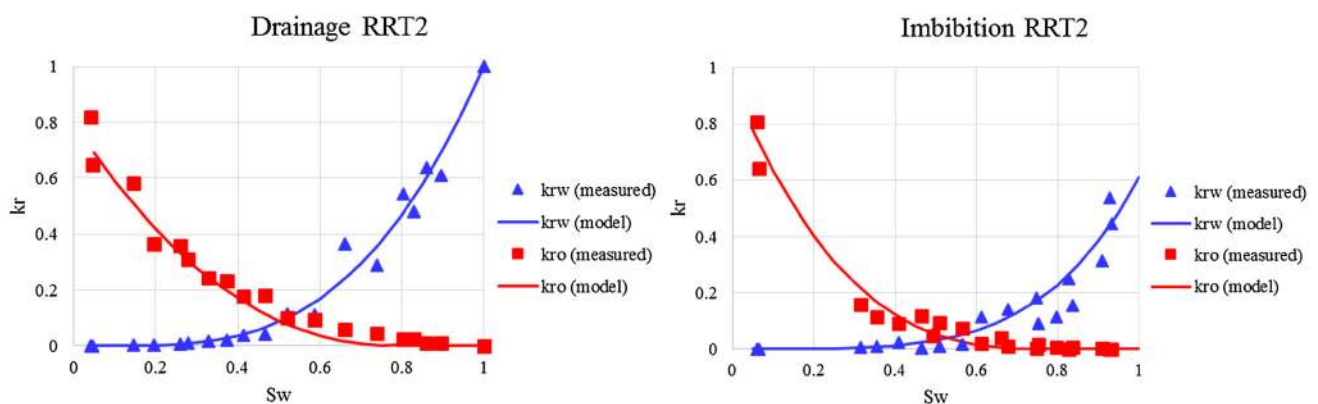 Drainage RRT2
1
0.8
0.6
0.4
0.2
0
kr
0 0.2 0.4 0.6 0.8 1
Sw
krw (measured)
krw (model)
kro (measured)
kro (model)
Imbibition RRT2
1
0.8
0.6
0.4
0.2
0
kr
0 0.2 0.4 0.6 0.8 1
Sw
krw (measured)
krw (model)
kro (measured)
kro (model)